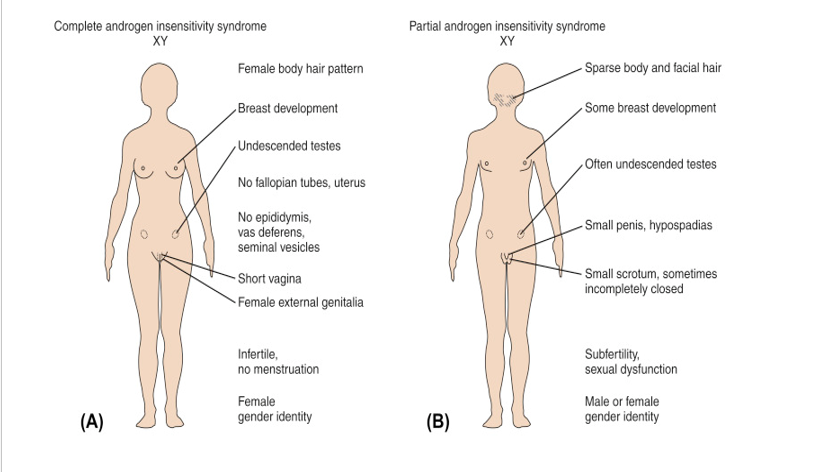 Complete androgen insensitivity syndrome
XY
Female body hair pattern
Breast development
Undescended testes
No fallopian tubes, uterus
No epididymis,
vas deferens,
seminal vesicles
Short vagina
Female external genitalia
Infertile,
no menstruation
Female
gender identity
(A)
Partial androgen insensitivity syndrome
XY
Sparse body and facial hair
Some breast development
Often undescended testes
Small penis, hypospadias
Small scrotum, sometimes
incompletely closed
Subfertility,
sexual dysfunction
Male or female
gender identity
(B)